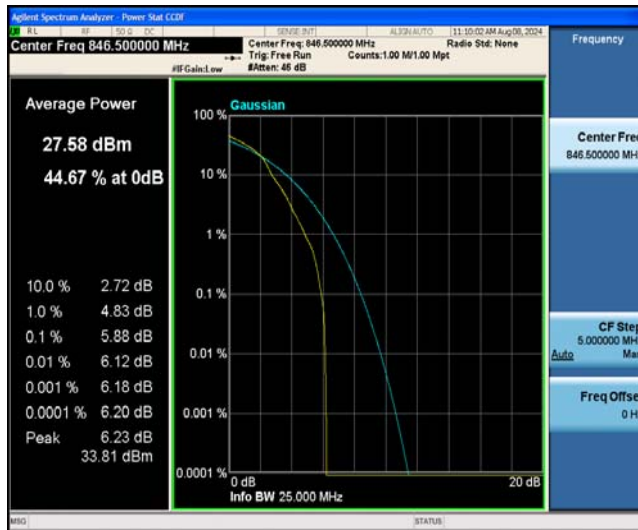 Agilent Spectrum Analyzer - Power Stat CCDF
RL RF 50 Ω DC SENSE:INT ALIGN AUTO 11:10:02 AM Aug 08, 2024
Center Freq 846.500000 MHz
Center Freq: 846.500000 MHz Radio Std: None
Trig: Free Run Counts:1.00 M/1.00 Mpt
#IFGain:Low #Atten: 46 dB
Frequency
Average Power
27.58 dBm
44.67 % at 0dB
10.0 % 2.72 dB
1.0 % 4.83 dB
0.1 % 5.88 dB
0.01 % 6.12 dB
0.001 % 6.18 dB
0.0001 % 6.20 dB
Peak 6.23 dB
33.81 dBm
Gaussian
100 %
10 %
1 %
0.1 %
0.01 %
0.001 %
0.0001 %
0 dB 20 dB
Info BW 25.000 MHz
Center Fre
846.500000 MH
CF Step
5.000000 MH
Auto Ma
Freq Offse
0 H
MSG STATUS